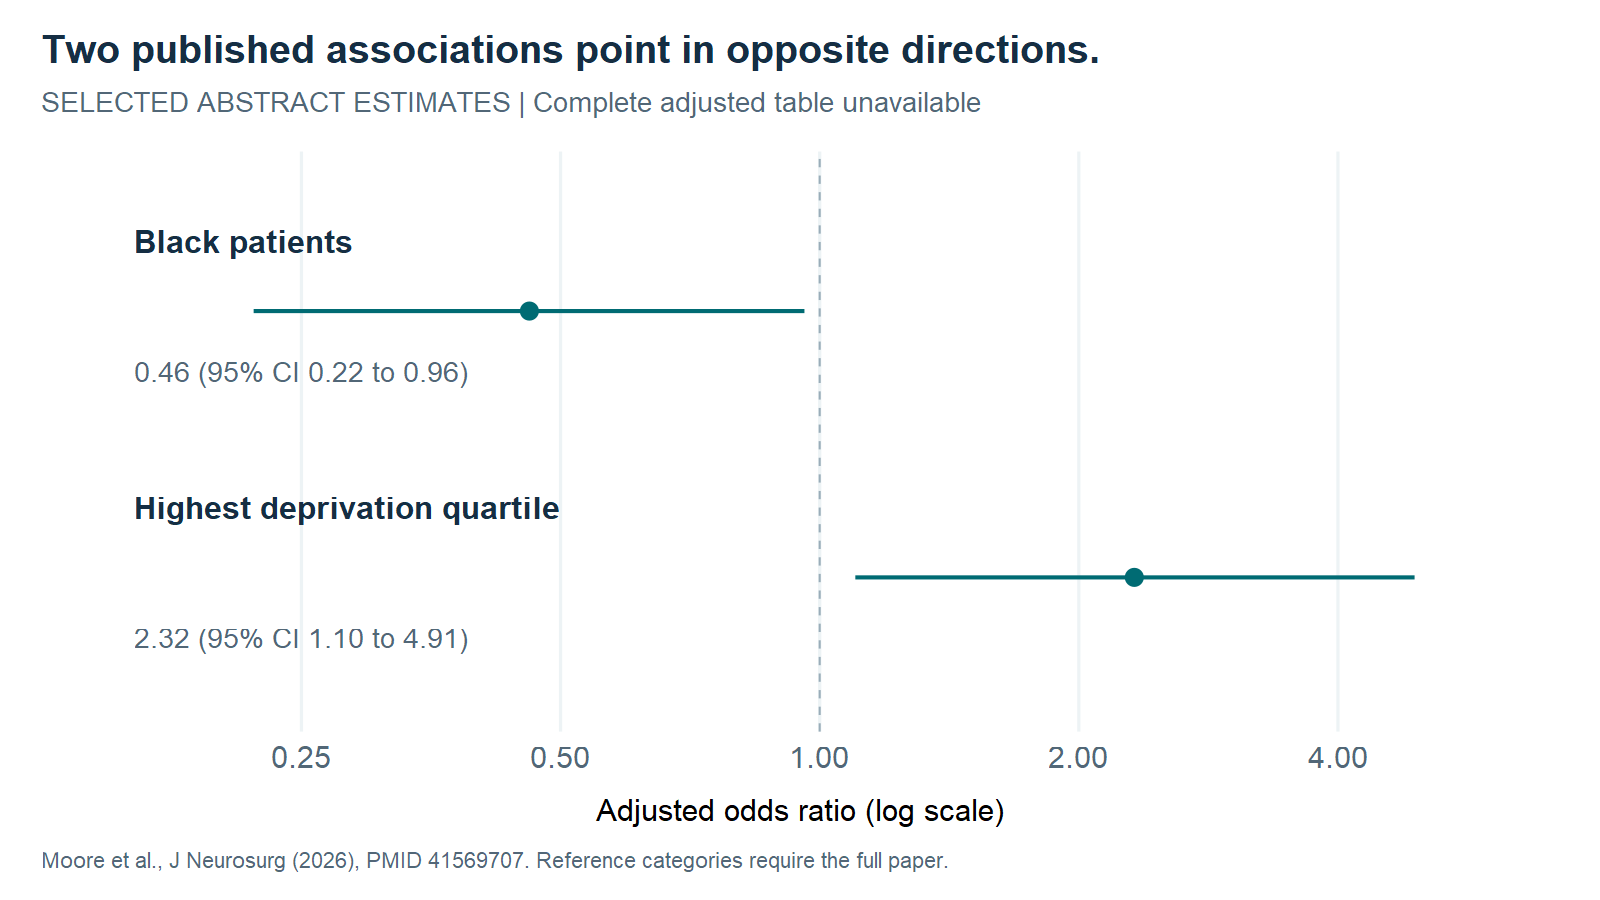 Two published associations point in opposite directions.
SELECTED ABSTRACT ESTIMATES | Complete adjusted table unavailable
Black patients
0.46 (95% CI 0.22 to 0.96)
Highest deprivation quartile
2.32 (95% CI 1.10 to 4.91)
0.25 0.50 1.00 2.00 4.00
Adjusted odds ratio (log scale)
Moore et al., J Neurosurg (2026), PMID 41569707. Reference categories require the full paper.